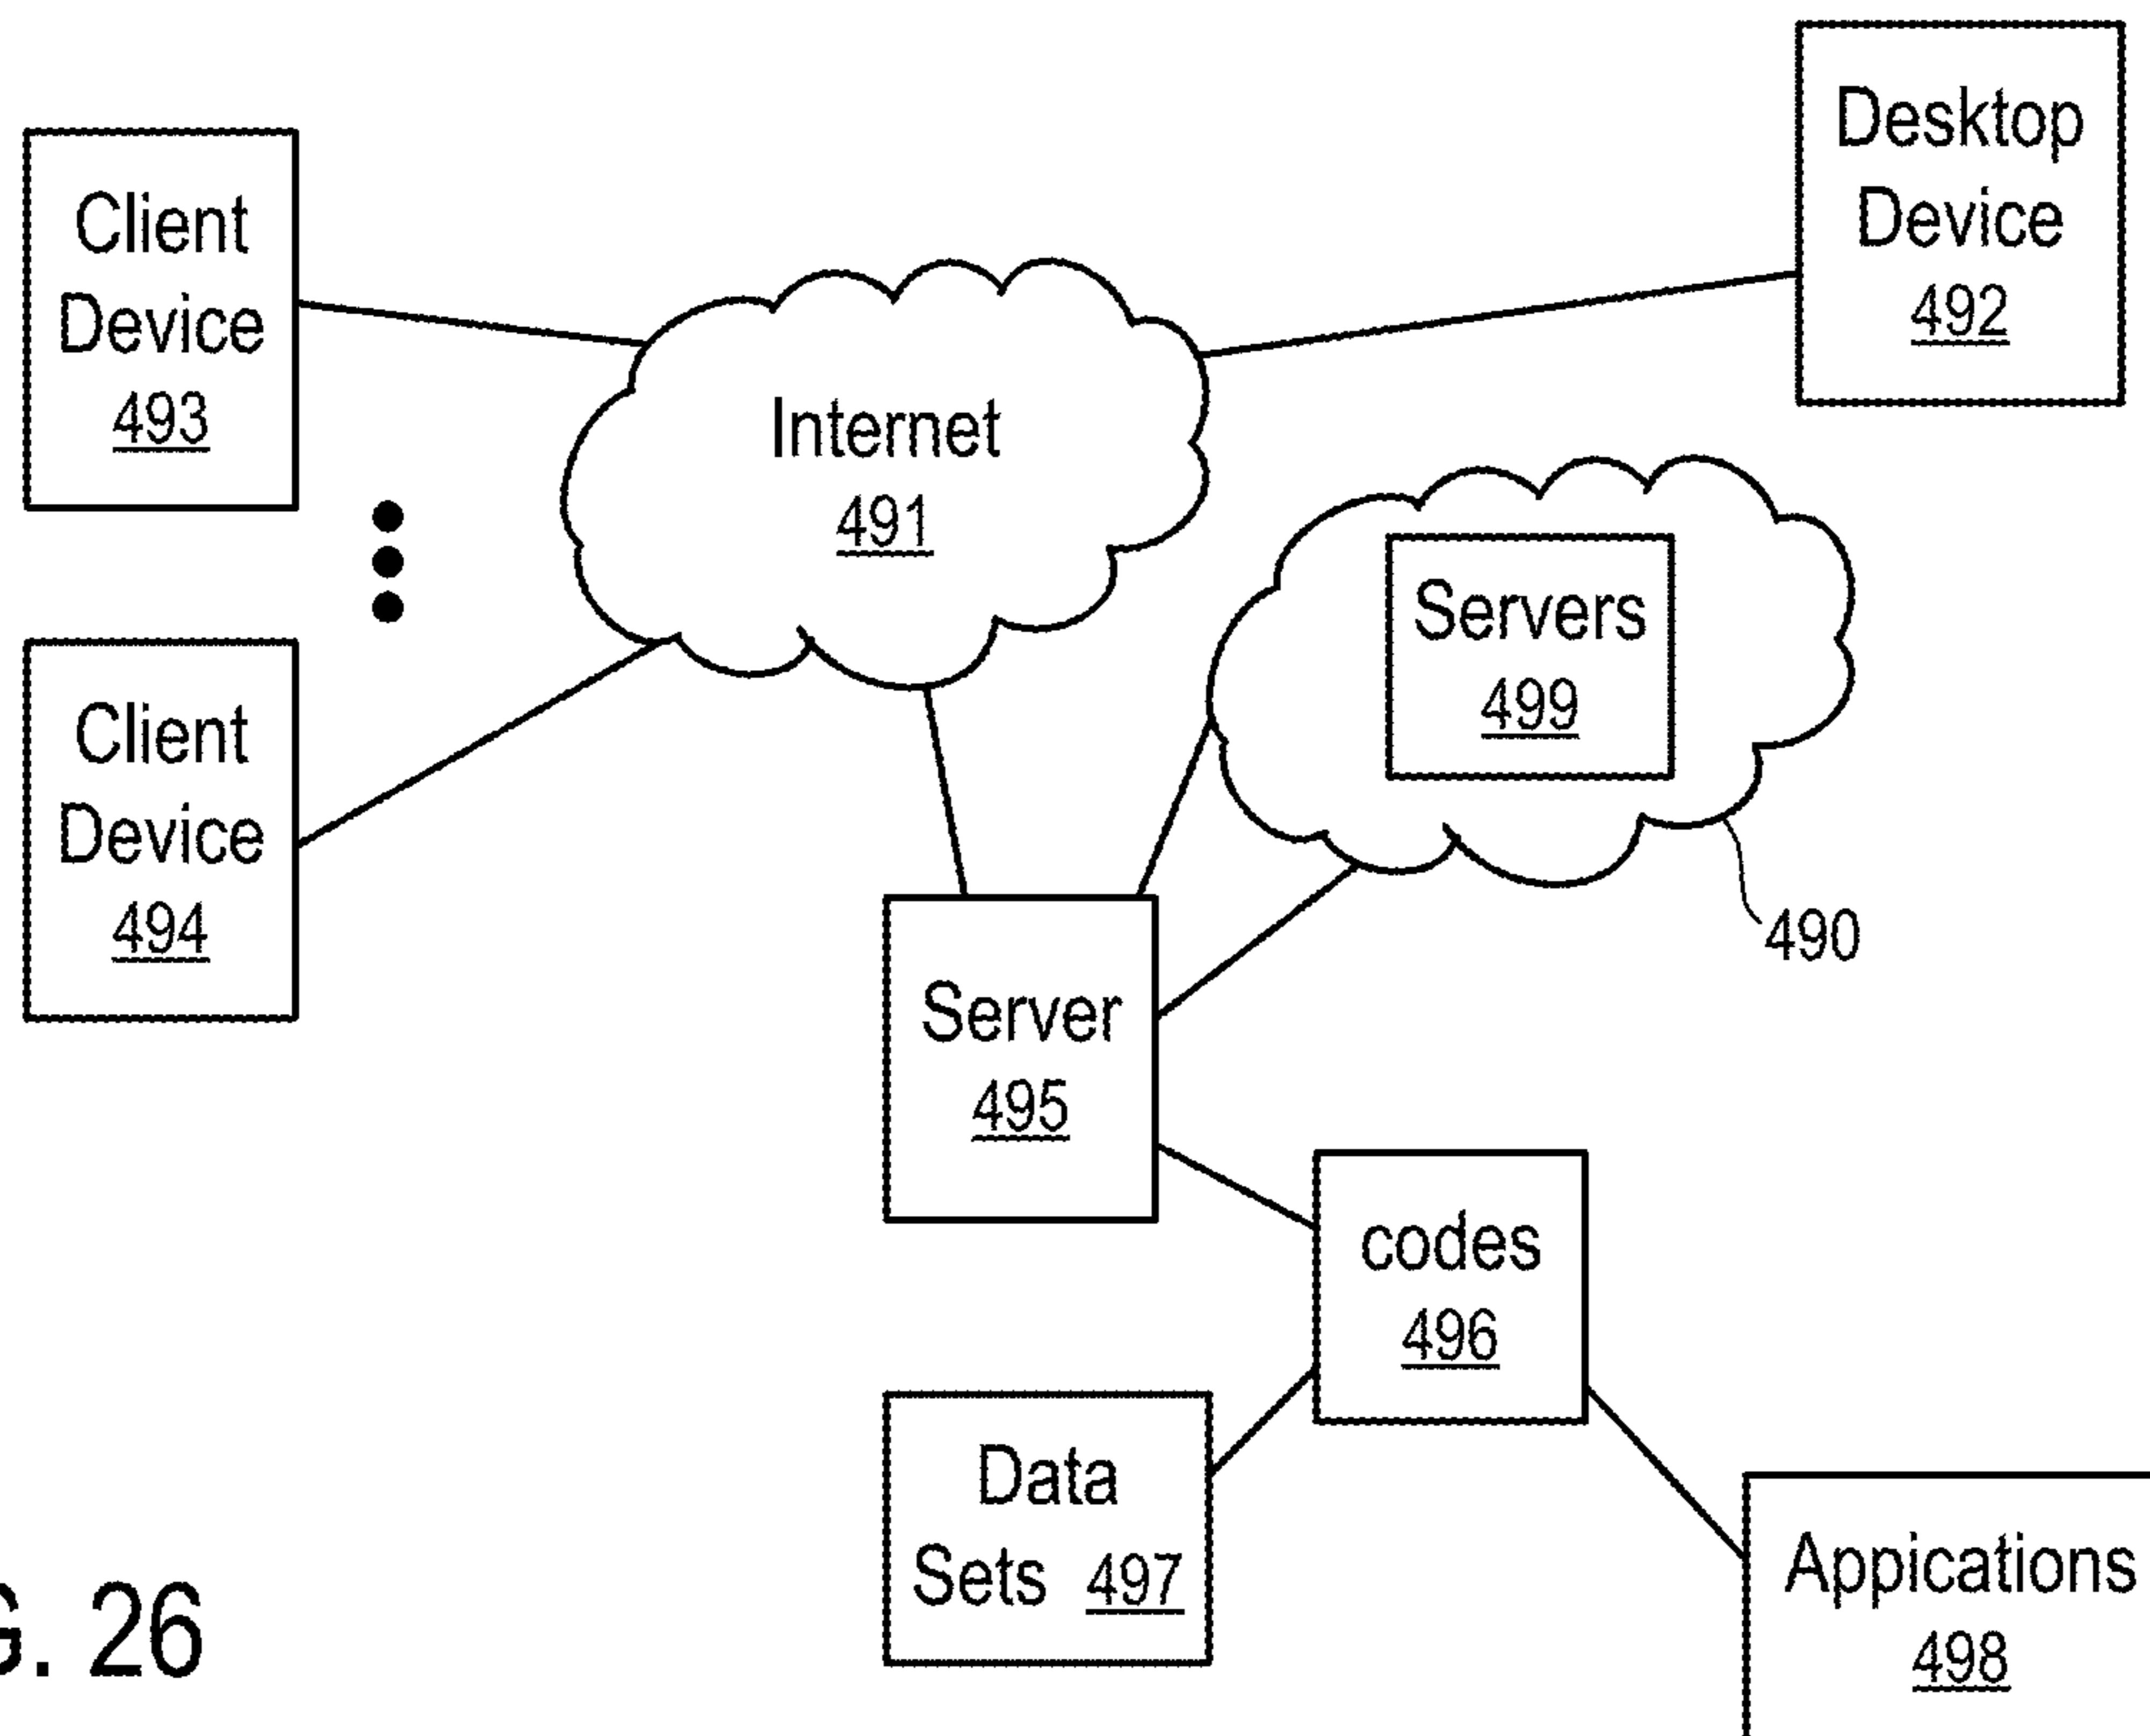 Desktop
Device
492
Client
Device
493
Internet
491
Servers
499
Client
Device
494
490
Server
495
codes
496
Data
Sets 497
Appications
498
G. 26